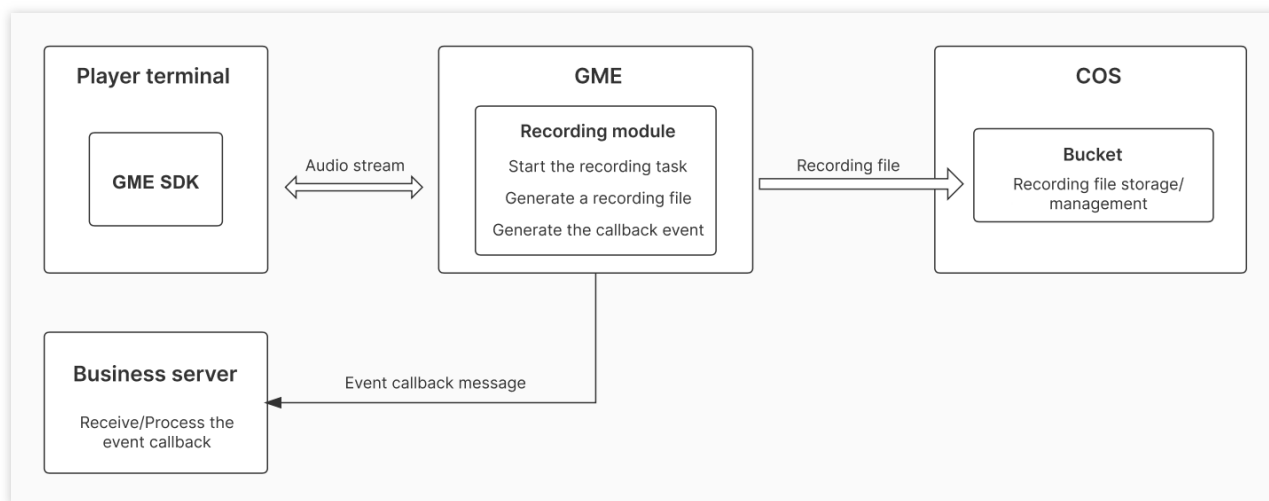 Player terminal
GME SDK
Audio stream
GME
Recording module
Start the recording task
Generate a recording file
Generate the callback event
Recording file
COS
Bucket
Recording file storage/
management
Business server
Receive/Process the
event callback
Event callback message